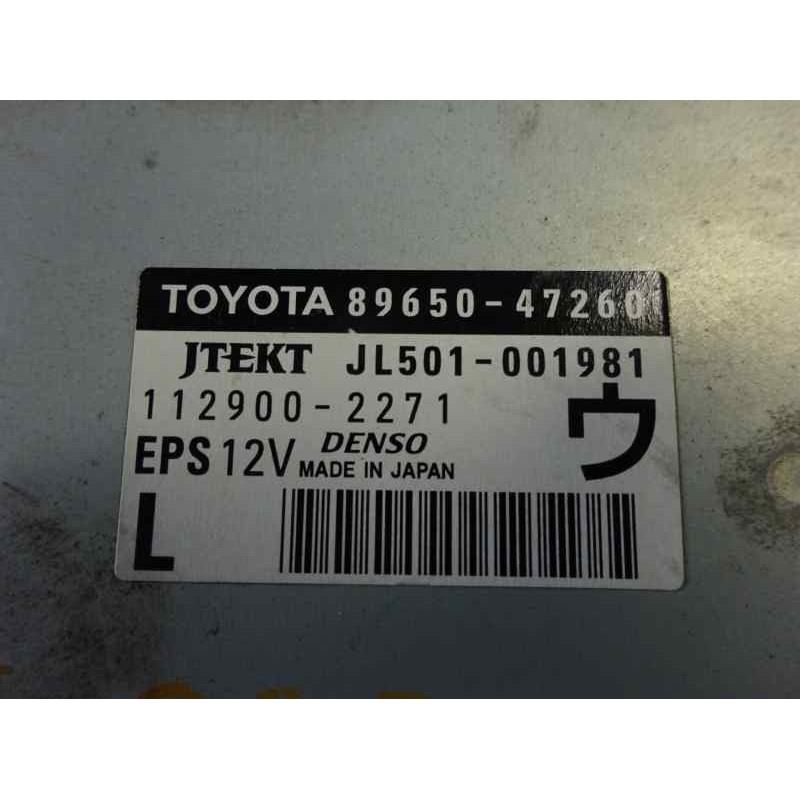 TOYOTA 89650-47260
JTEKT JL501-001981
112900-2271
ウ
EPS 12V DENSO
MADE IN JAPAN
L